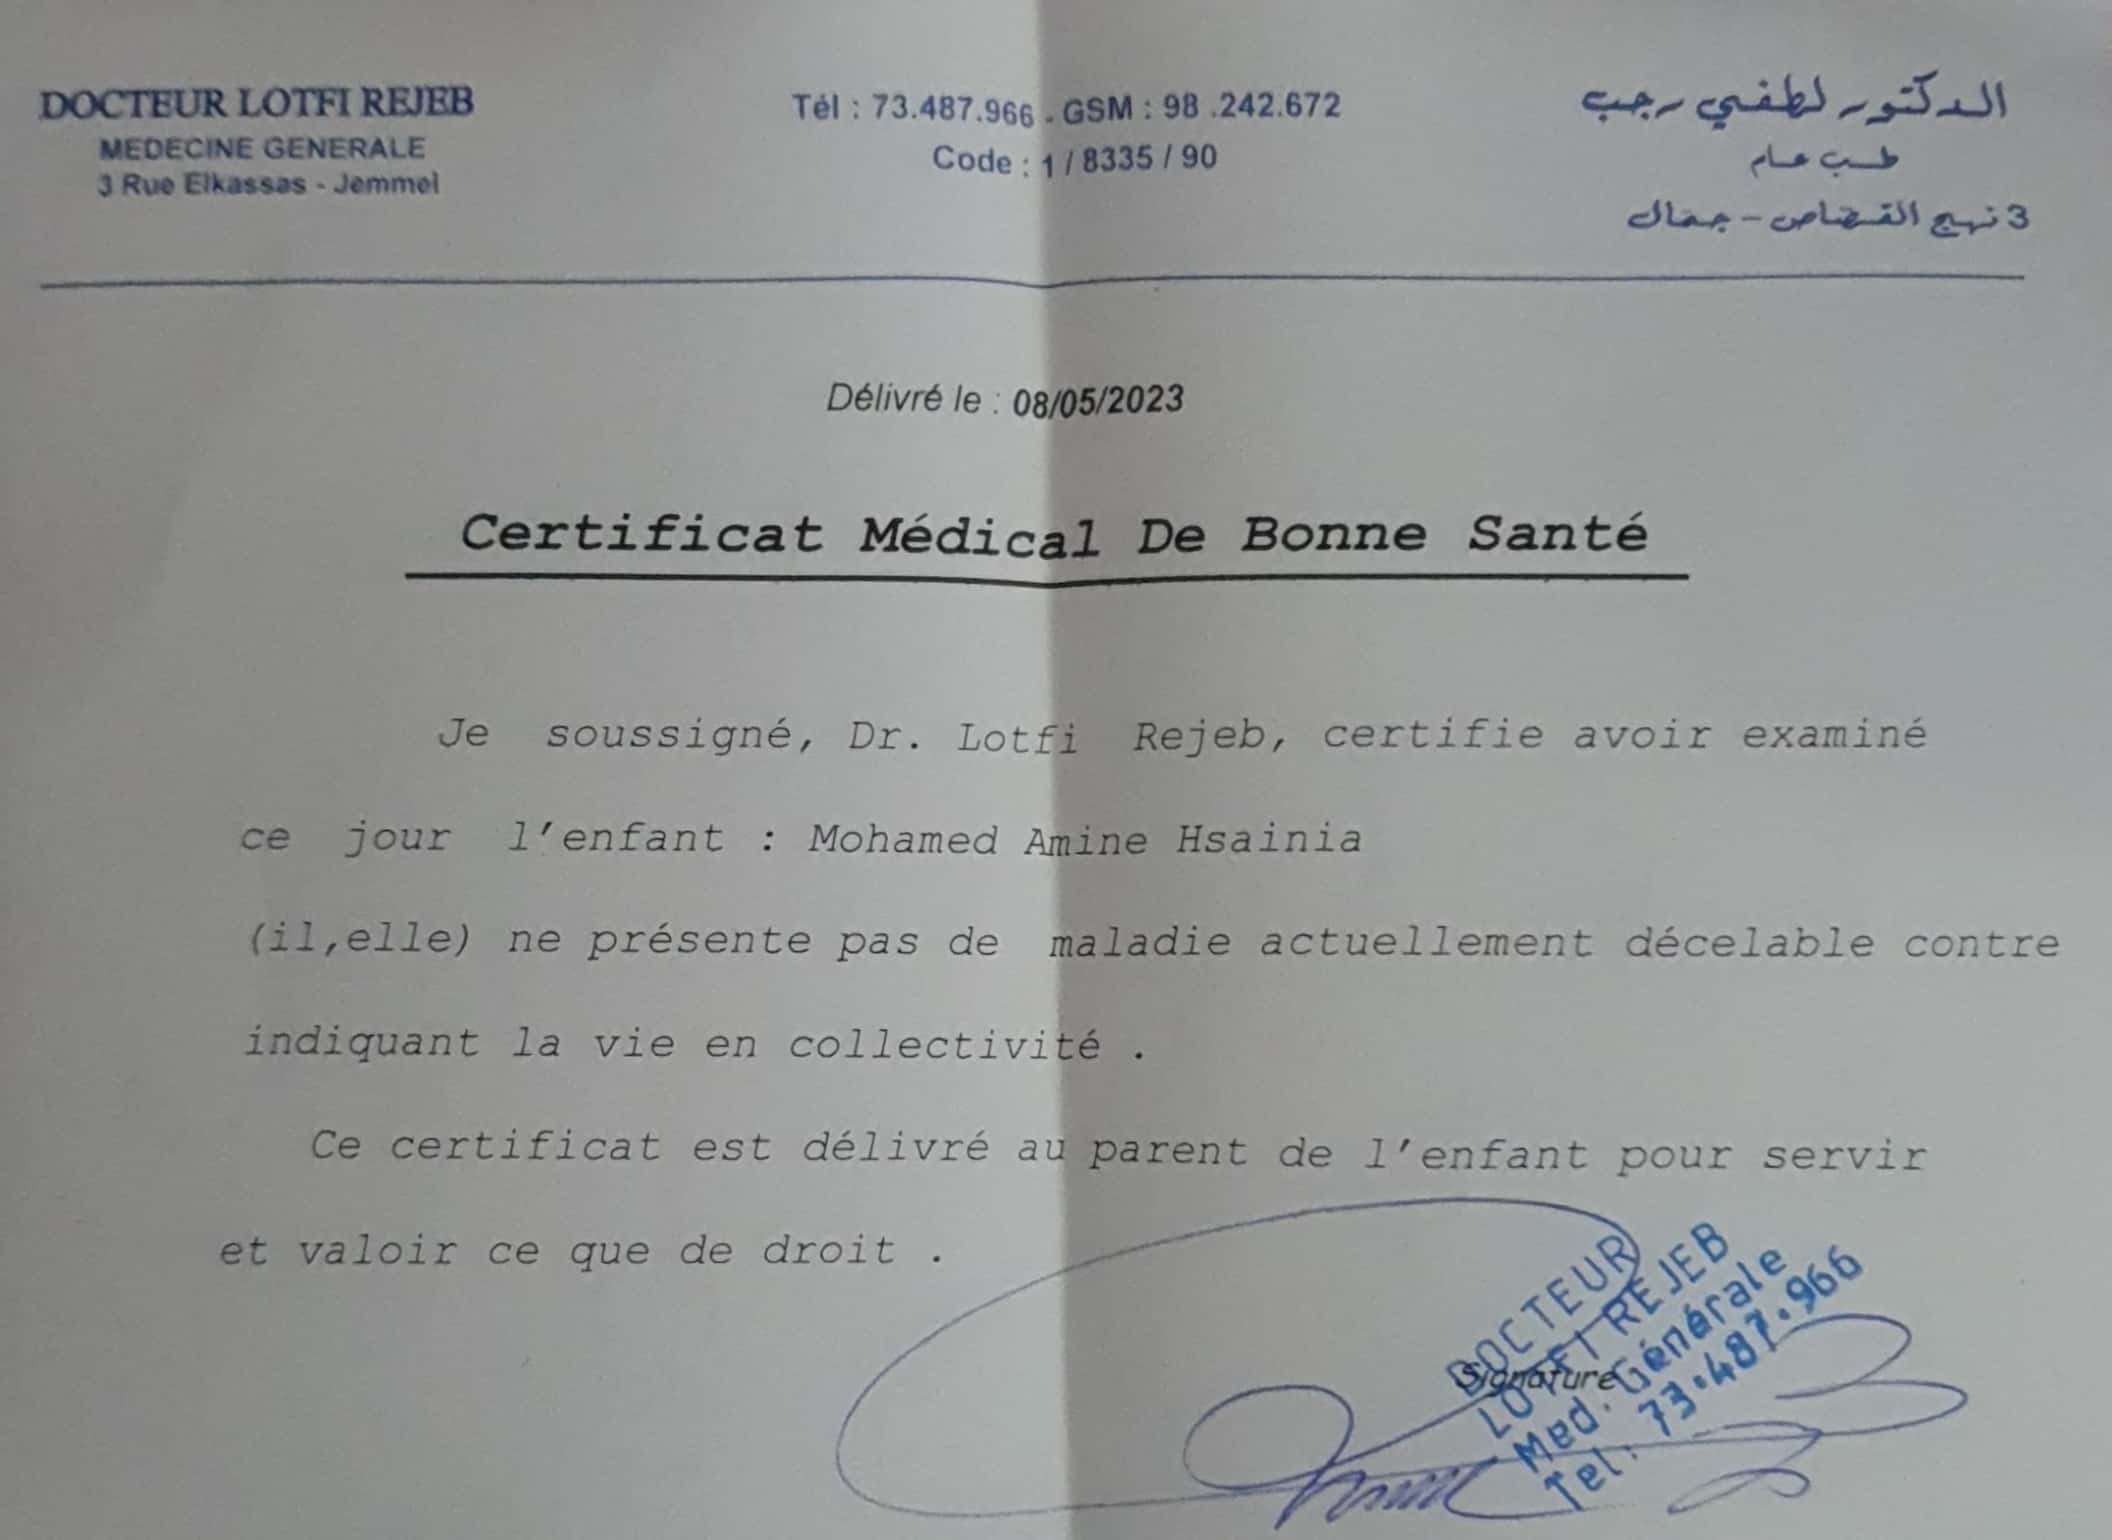 DOCTEUR LOTFI REJEB
MEDECINE GENERALE
3 Rue Elkassas - Jemmel
Tél : 73.487.966 . GSM : 98 .242.672
Code : 1 / 8335 / 90
الدكتور لطفي رجب
طب عام
3 نهج القصاص - جمال
Délivré le : 08/05/2023
Certificat Médical De Bonne Santé
Je soussigné, Dr. Lotfi Rejeb, certifie avoir examiné
ce jour l'enfant : Mohamed Amine Hsainia
(il,elle) ne présente pas de maladie actuellement décelable contre
indiquant la vie en collectivité .
Ce certificat est délivré au parent de l'enfant pour servir
et valoir ce que de droit .
Signature
DOCTEUR
LOTFI REJEB
Med. Générale
Tel: 73.487.966